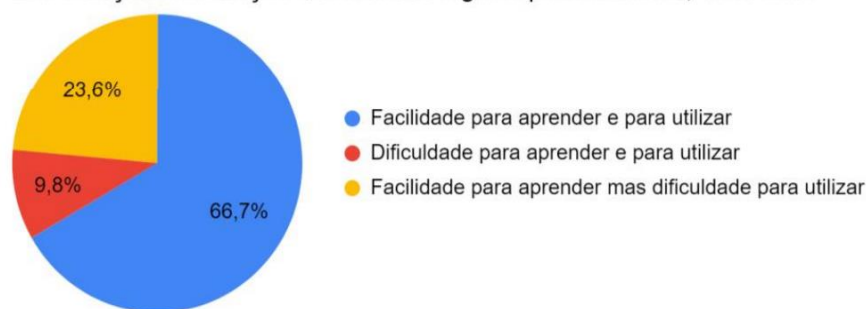 23,6%
9,8%
66,7%
Facilidade para aprender e para utilizar
Dificuldade para aprender e para utilizar
Facilidade para aprender mas dificuldade para utilizar